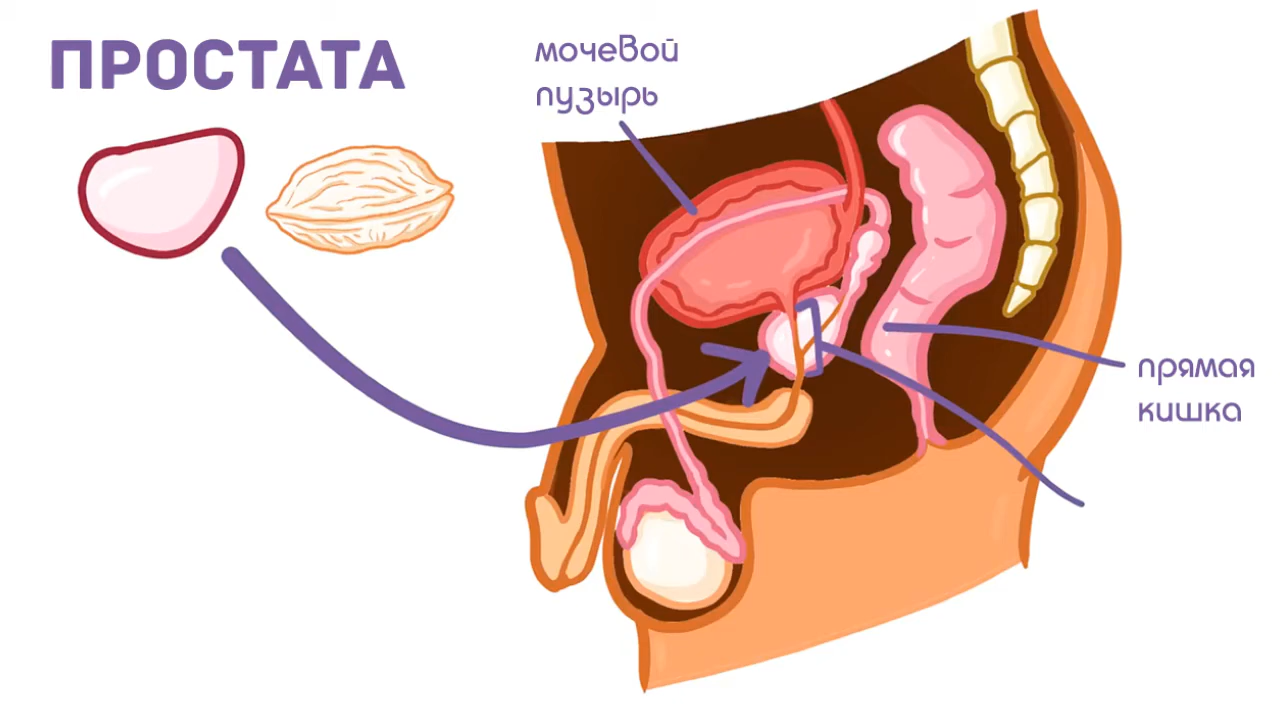 ПРОСТАТА
мочевой
пузырь
прямая
кишка